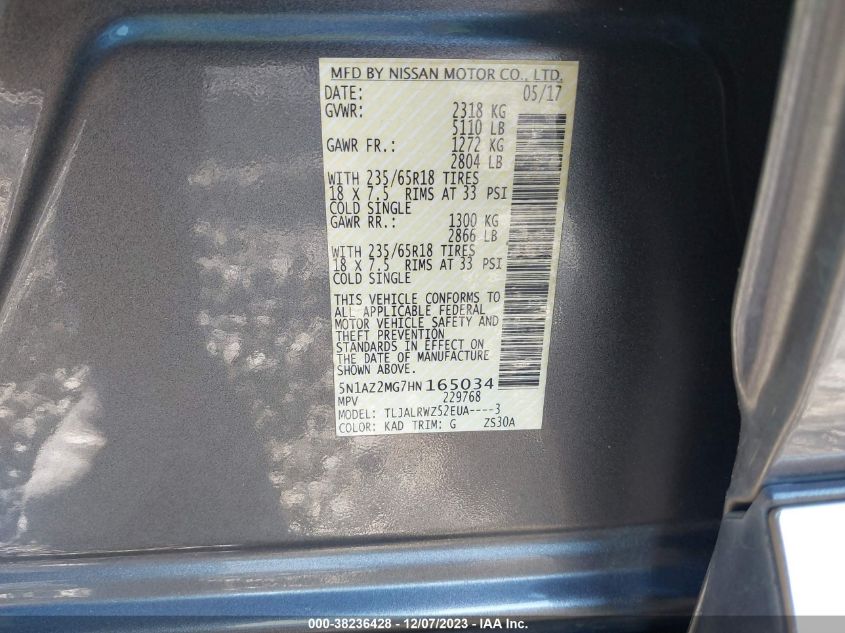 MFD BY NISSAN MOTOR CO., LTD.
DATE: 05/17
GVWR: 2318 KG
5110 LB
GAWR FR.: 1272 KG
2804 LB
WITH 235/65R18 TIRES
18 X 7.5 RIMS AT 33 PSI
COLD SINGLE
GAWR RR.: 1300 KG
2866 LB
WITH 235/65R18 TIRES
18 X 7.5 RIMS AT 33 PSI
COLD SINGLE
THIS VEHICLE CONFORMS TO
ALL APPLICABLE FEDERAL
MOTOR VEHICLE SAFETY AND
THEFT PREVENTION
STANDARDS IN EFFECT ON
THE DATE OF MANUFACTURE
SHOWN ABOVE.
5N1AZ2MG7HN165034
MPV 229768
MODEL: TLJALRWZ52EUA----3
COLOR: KAD TRIM: G ZS30A
000-38236428 - 12/07/2023 - IAAI.com